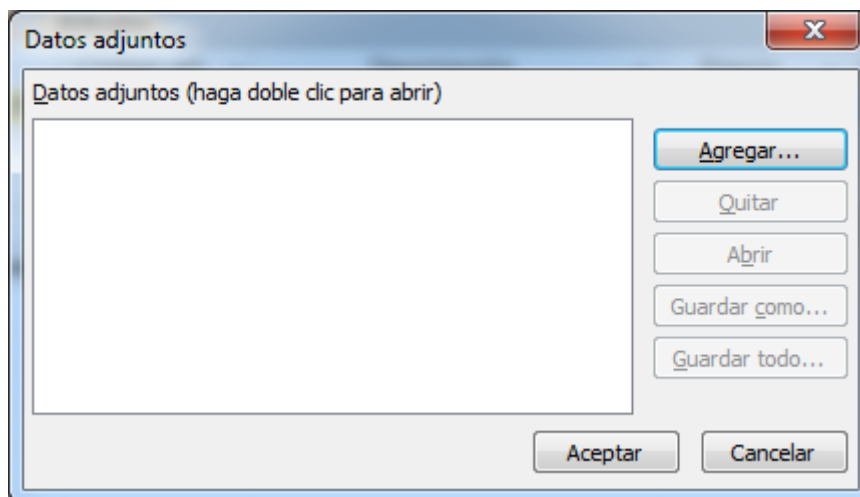 Datos adjuntos
Datos adjuntos (haga doble clic para abrir)
Agregar...
Quitar
Abrir
Guardar como...
Guardar todo...
Aceptar
Cancelar